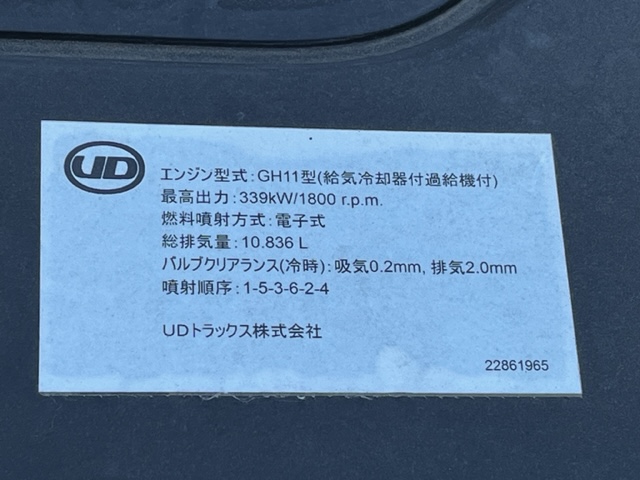 UD
エンジン型式:GH11型(給気冷却器付過給機付)
最高出力:339kW/1800 r.p.m.
燃料噴射方式:電子式
総排気量:10.836 L
バルブクリアランス(冷時):吸気0.2mm, 排気2.0mm
噴射順序:1-5-3-6-2-4
UDトラックス株式会社
22861965